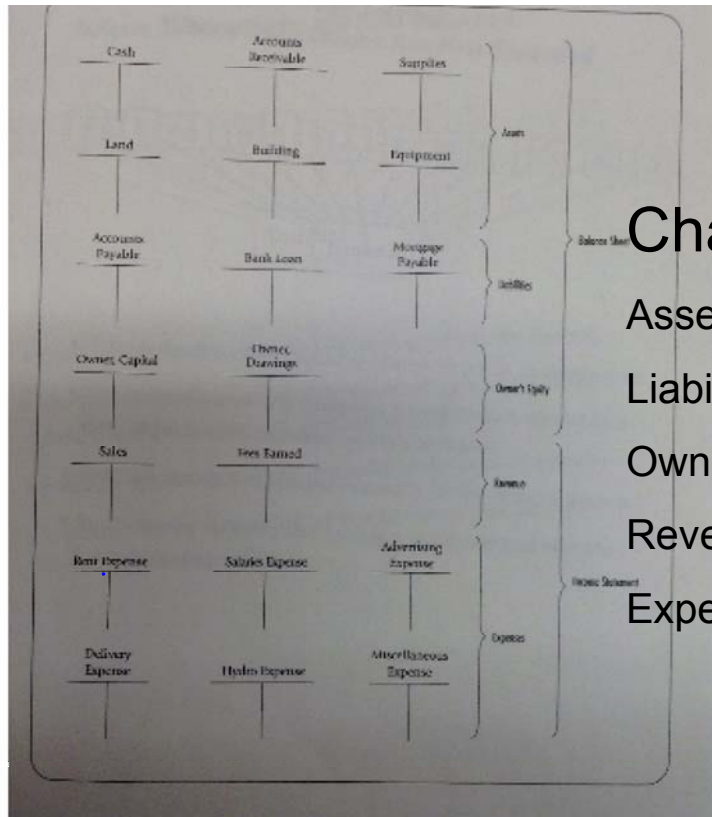 Cash
Accounts
Receivable
Supplies
Assets
Land
Building
Equipment
Balance Sheet
Accounts
Payable
Bank Loan
Mortgage
Payable
Liabilities
Owner, Capital
Owner,
Drawings
Owner's Equity
Sales
Fees Earned
Revenue
Rent Expense
Salaries Expense
Advertising
Expense
Income Statement
Expenses
Delivery
Expense
Hydro Expense
Miscellaneous
Expense
Cha
Asse
Liabi
Own
Reve
Expe